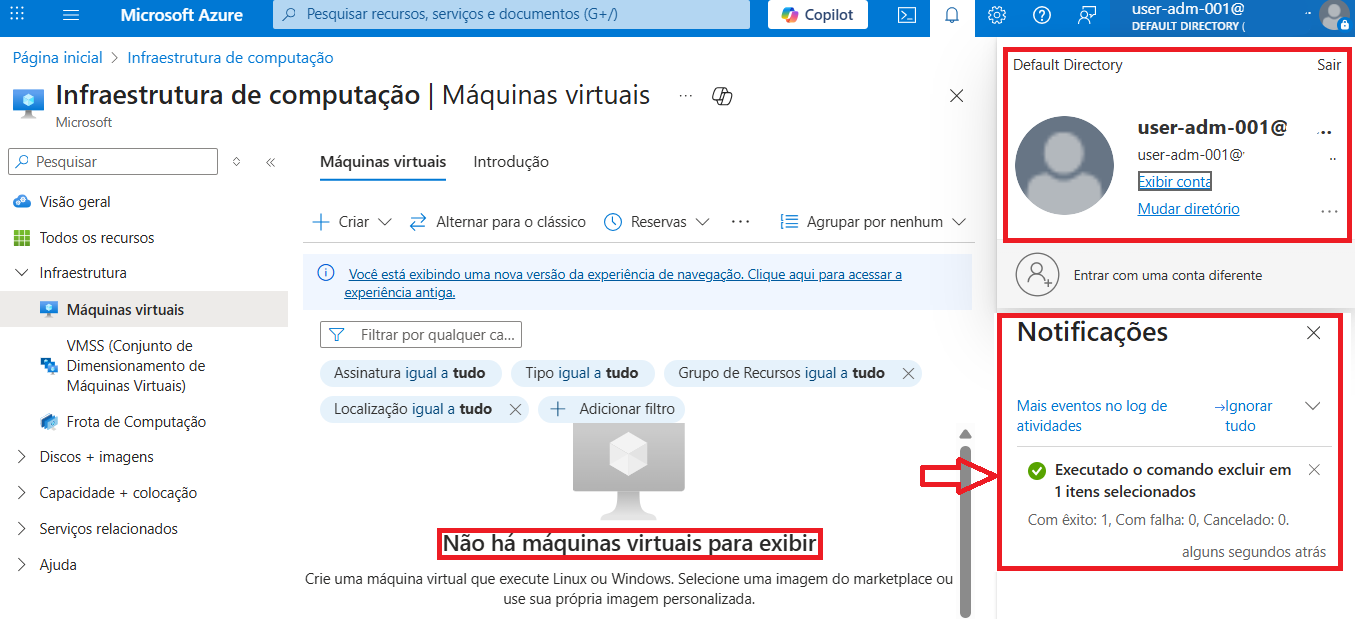 Microsoft Azure
Pesquisar recursos, serviços e documentos (G+/)
Copilot
user-adm-001@
DEFAULT DIRECTORY (
Página inicial > Infraestrutura de computação
Infraestrutura de computação | Máquinas virtuais ...
Microsoft
Pesquisar
Visão geral
Todos os recursos
Infraestrutura
Máquinas virtuais
VMSS (Conjunto de
Dimensionamento de
Máquinas Virtuais)
Frota de Computação
Discos + imagens
Capacidade + colocação
Serviços relacionados
Ajuda
Máquinas virtuais
Introdução
Criar
Alternar para o clássico
Reservas
Agrupar por nenhum
Você está exibindo uma nova versão da experiência de navegação. Clique aqui para acessar a
experiência antiga.
Filtrar por qualquer ca...
Assinatura igual a tudo
Tipo igual a tudo
Grupo de Recursos igual a tudo
Localização igual a tudo
Adicionar filtro
Não há máquinas virtuais para exibir
Crie uma máquina virtual que execute Linux ou Windows. Selecione uma imagem do marketplace ou
use sua própria imagem personalizada.
Default Directory
Sair
user-adm-001@
user-adm-001@
Exibir conta
Mudar diretório
Entrar com uma conta diferente
Notificações
Mais eventos no log de
atividades
→Ignorar
tudo
Executado o comando excluir em
1 itens selecionados
Com êxito: 1, Com falha: 0, Cancelado: 0.
alguns segundos atrás